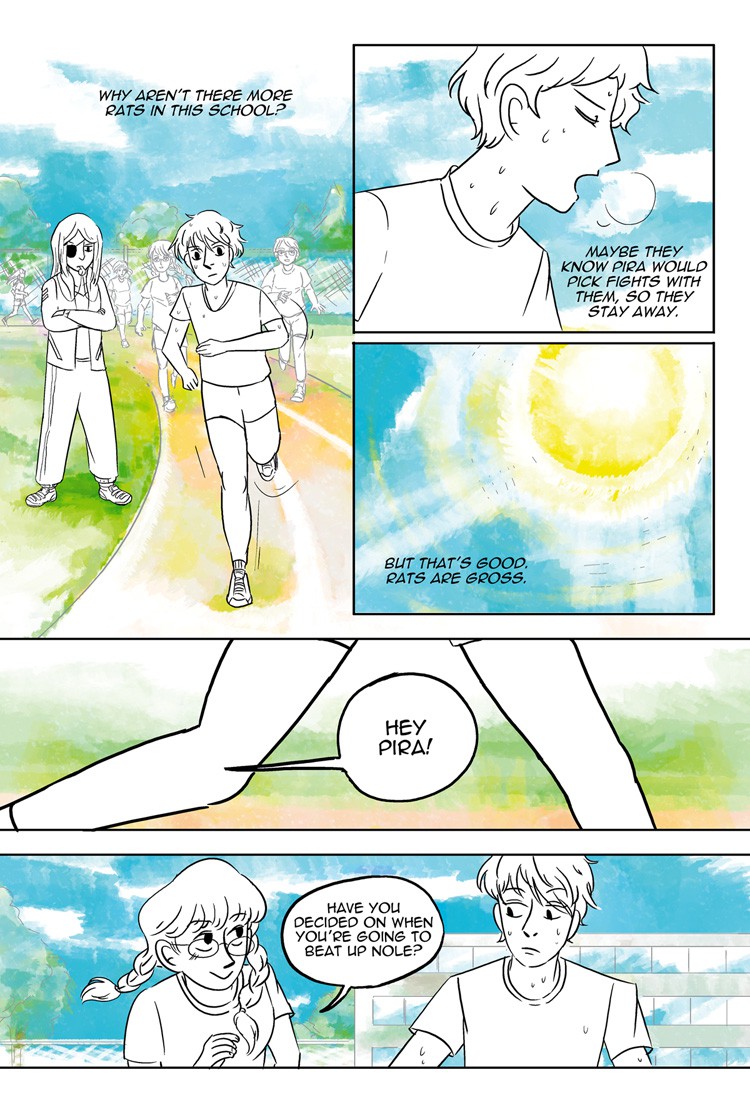 WHY AREN'T THERE MORE
RATS IN THIS SCHOOL?
MAYBE THEY
KNOW PIRA WOULD
PICK FIGHTS WITH
THEM, SO THEY
STAY AWAY.
BUT THAT'S GOOD.
RATS ARE GROSS.
HEY
PIRA!
HAVE YOU
DECIDED ON WHEN
YOU'RE GOING TO
BEAT UP NOLE?